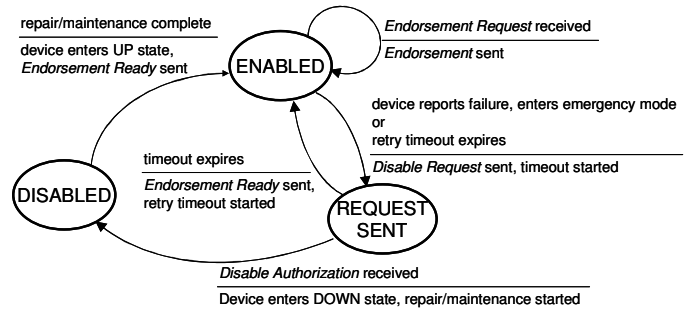 repair/maintenance complete
device enters UP state,
Endorsement Ready sent
ENABLED
Endorsement Request received
Endorsement sent
device reports failure, enters emergency mode
or
retry timeout expires
Disable Request sent, timeout started
timeout expires
Endorsement Ready sent,
retry timeout started
DISABLED
REQUEST
SENT
Disable Authorization received
Device enters DOWN state, repair/maintenance started